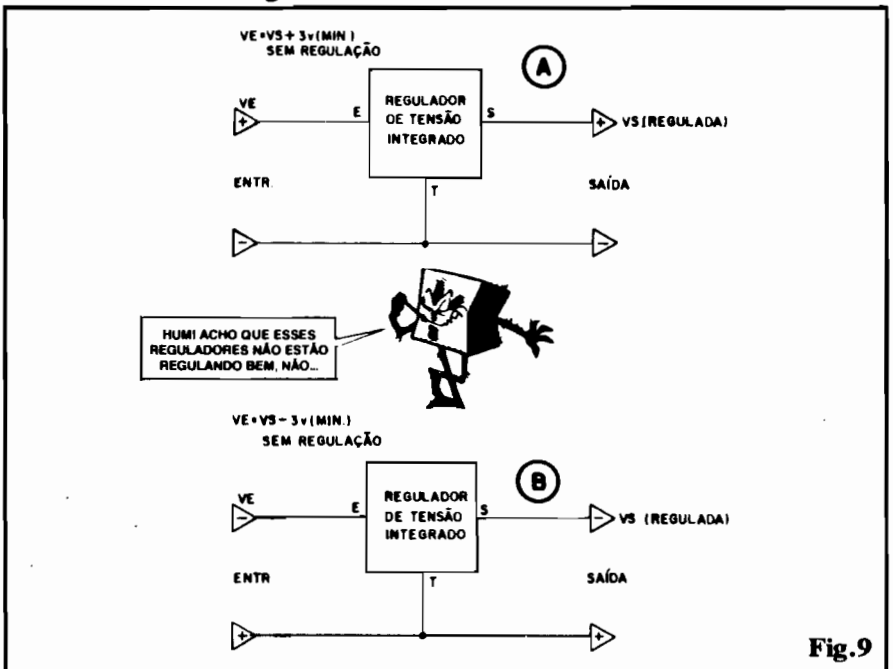 VE=VS+3v(MIN)
SEM REGULAÇÃO
A
VE
+
E
REGULADOR
DE TENSÃO
INTEGRADO
S
+
VS (REGULADA)
ENTR.
T
SAÍDA
-
-
HUM! ACHO QUE ESSES
REGULADORES NÃO ESTÃO
REGULANDO BEM, NÃO...
VE=VS-3v(MIN.)
SEM REGULAÇÃO
B
VE
-
E
REGULADOR
DE TENSÃO
INTEGRADO
S
-
VS (REGULADA)
ENTR
T
SAÍDA
+
+
Fig.9